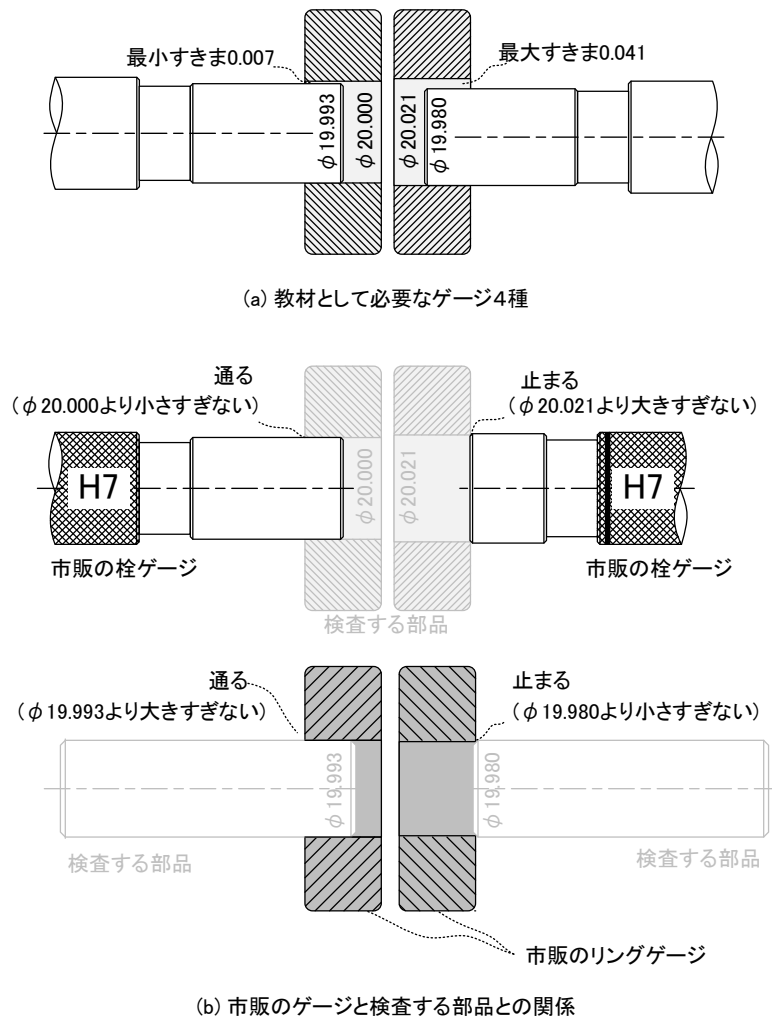 最小すきま0.007
最大すきま0.041
φ19.993
φ20.000
φ20.021
φ19.980
(a) 教材として必要なゲージ4種
通る
（φ20.000より小さすぎない）
止まる
（φ20.021より大きすぎない）
H7
φ20.000
φ20.021
H7
市販の栓ゲージ
市販の栓ゲージ
検査する部品
通る
（φ19.993より大きすぎない）
止まる
（φ19.980より小さすぎない）
φ19.993
φ19.980
検査する部品
検査する部品
市販のリングゲージ
(b) 市販のゲージと検査する部品との関係